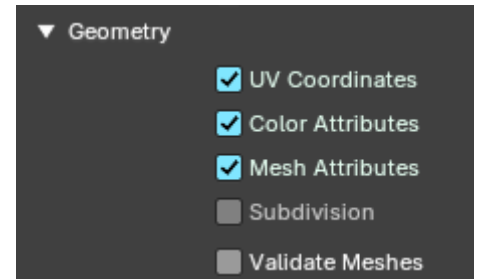 Geometry
UV Coordinates
Color Attributes
Mesh Attributes
Subdivision
Validate Meshes